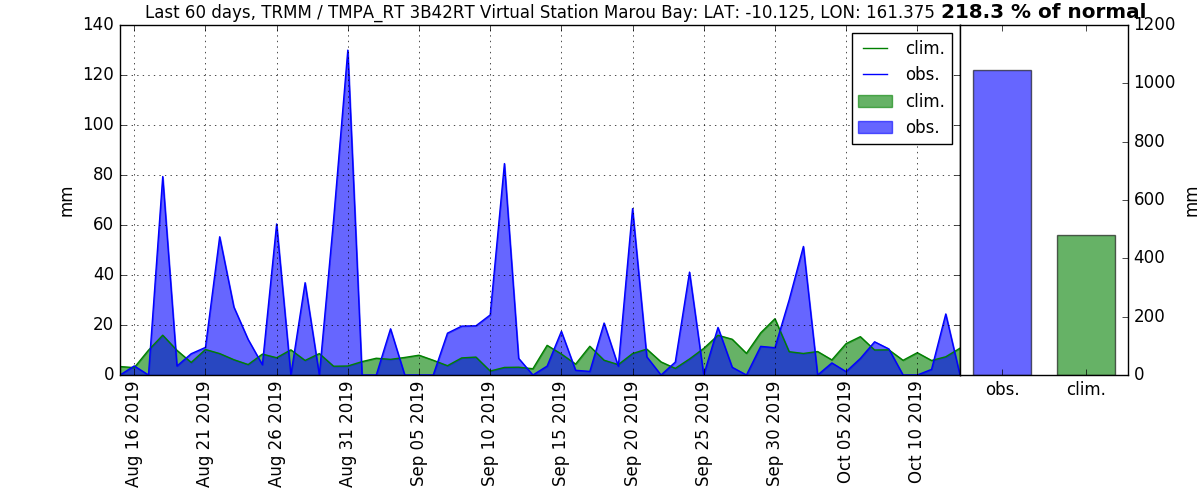 Last 60 days, TRMM / TMPA_RT 3B42RT Virtual Station Marou Bay: LAT: -10.125, LON: 161.375 218.3 % of normal
140
120
100
80
60
40
20
0
mm
clim.
obs.
clim.
obs.
1200
1000
800
600
400
200
0
mm
Aug 16 2019
Aug 21 2019
Aug 26 2019
Aug 31 2019
Sep 05 2019
Sep 10 2019
Sep 15 2019
Sep 20 2019
Sep 25 2019
Sep 30 2019
Oct 05 2019
Oct 10 2019
obs.
clim.